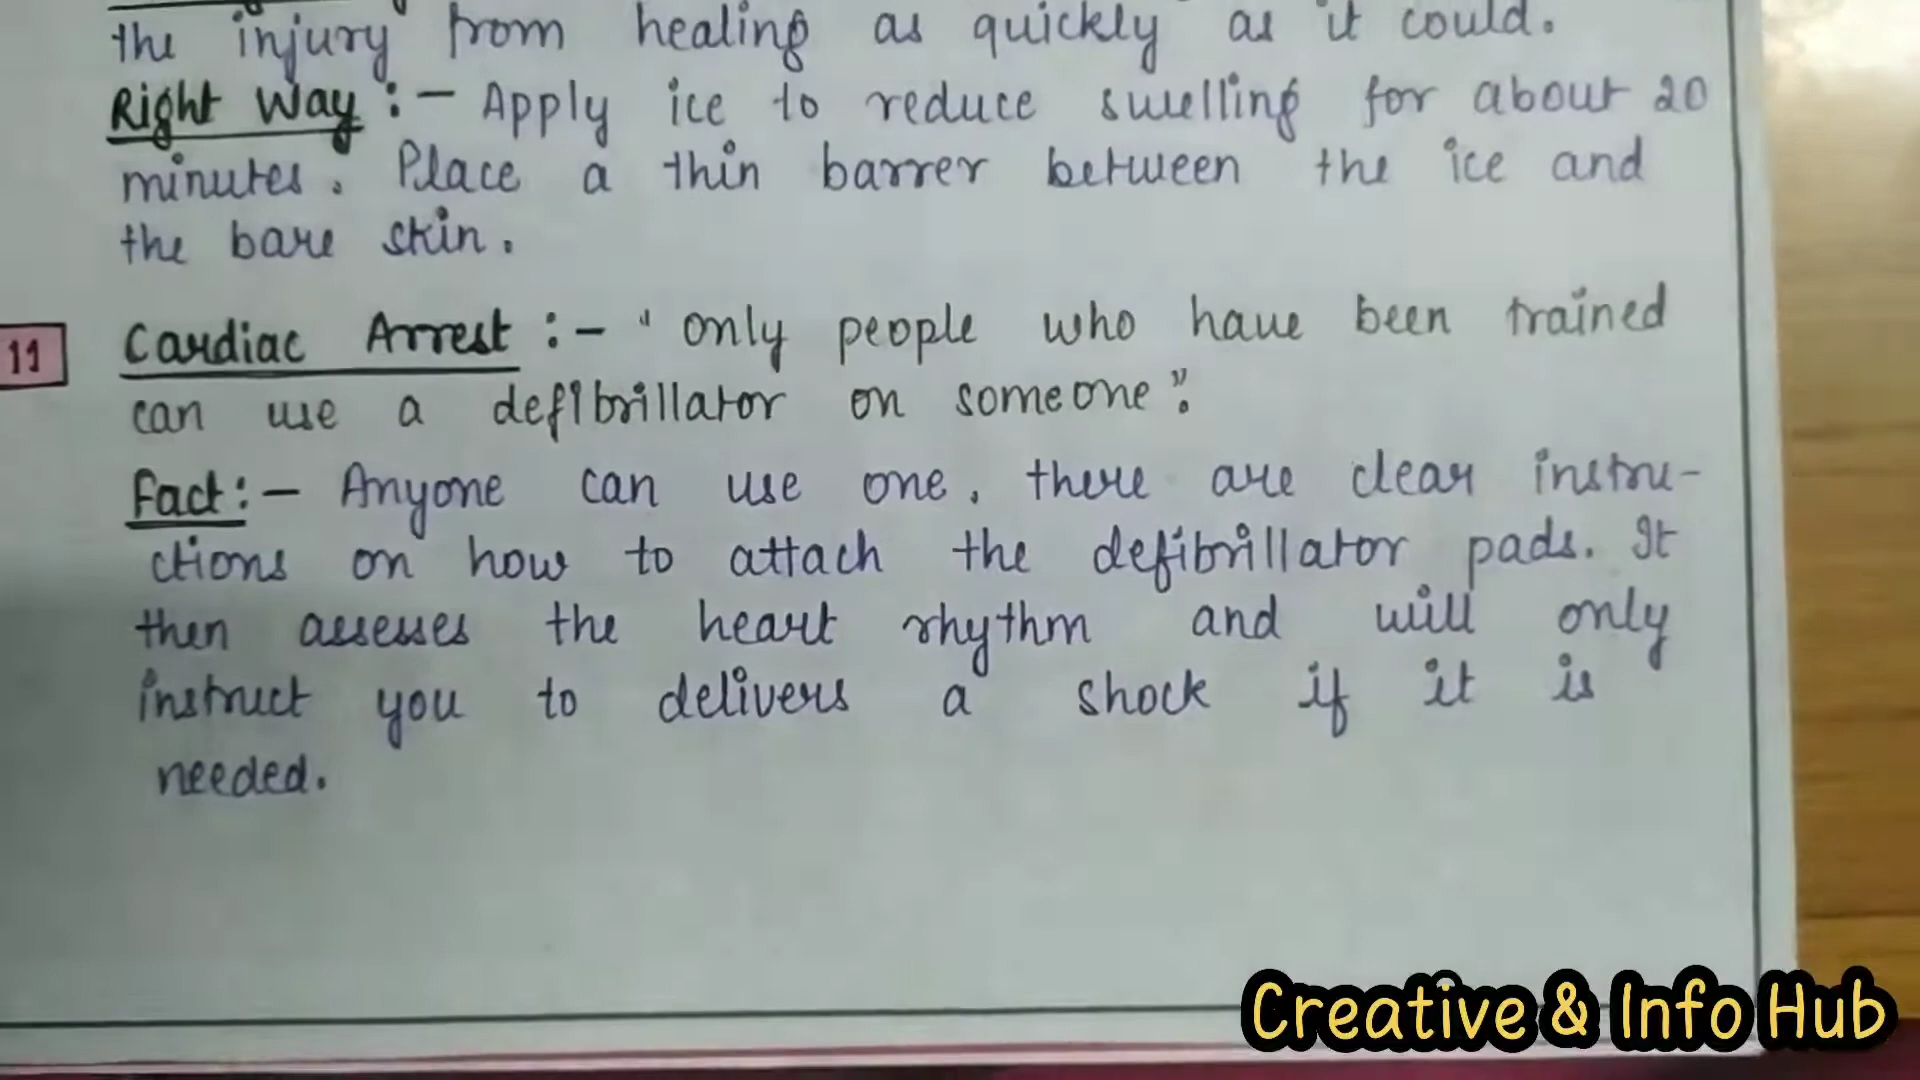 the injury from healing as quickly as it could.
Right Way :- Apply ice to reduce swelling for about 20
minutes. Place a thin barrer between the ice and
the bare skin.
11
Cardiac Arrest :- "only people who have been trained
can use a defibrillator on someone".
Fact :- Anyone can use one, there are clear instru-
ctions on how to attach the defibrillator pads. It
then assesses the heart rhythm and will only
instruct you to delivers a shock if it is
needed.
Creative & Info Hub